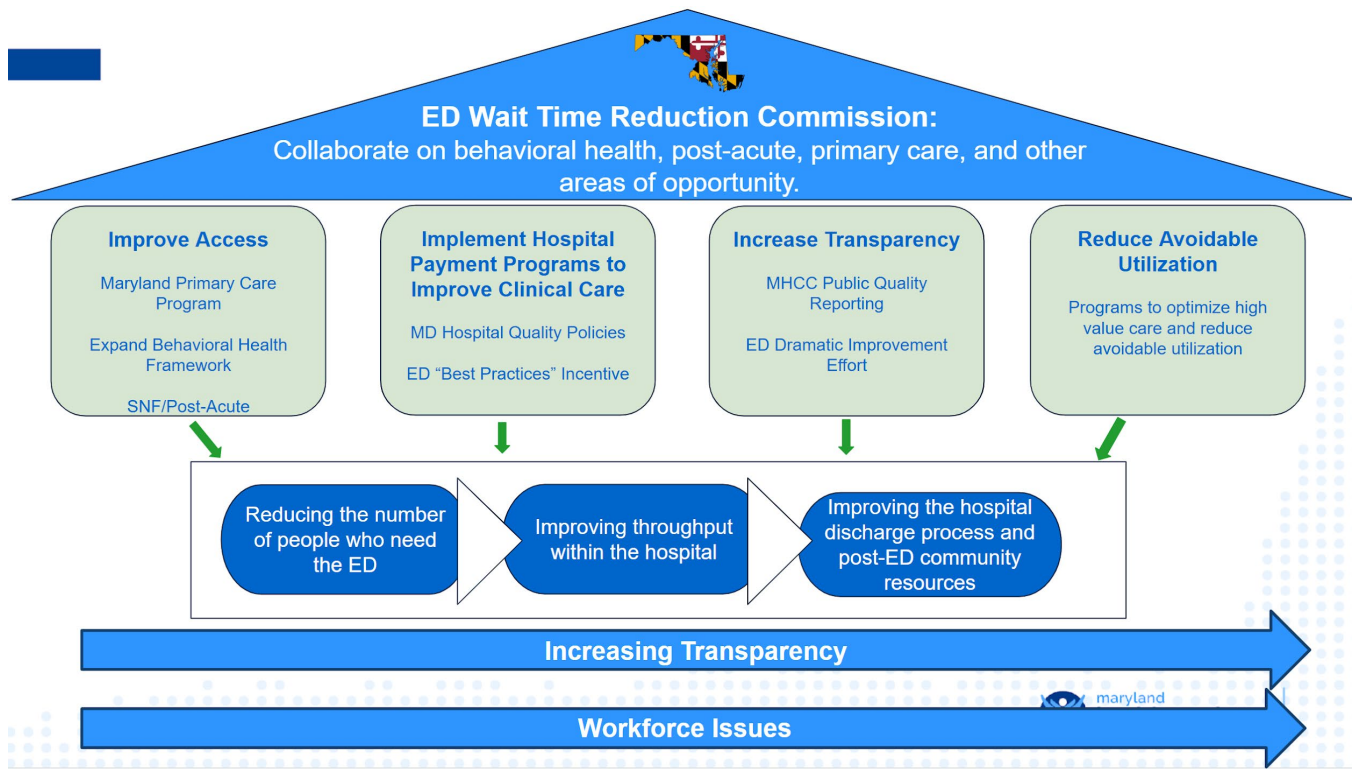 ED Wait Time Reduction Commission:
Collaborate on behavioral health, post-acute, primary care, and other
areas of opportunity.
Improve Access
Maryland Primary Care
Program
Expand Behavioral Health
Framework
SNF/Post-Acute
Implement Hospital
Payment Programs to
Improve Clinical Care
MD Hospital Quality Policies
ED “Best Practices” Incentive
Increase Transparency
MHCC Public Quality
Reporting
ED Dramatic Improvement
Effort
Reduce Avoidable
Utilization
Programs to optimize high
value care and reduce
avoidable utilization
Reducing the number
of people who need
the ED
Improving throughput
within the hospital
Improving the hospital
discharge process and
post-ED community
resources
Increasing Transparency
maryland
Workforce Issues